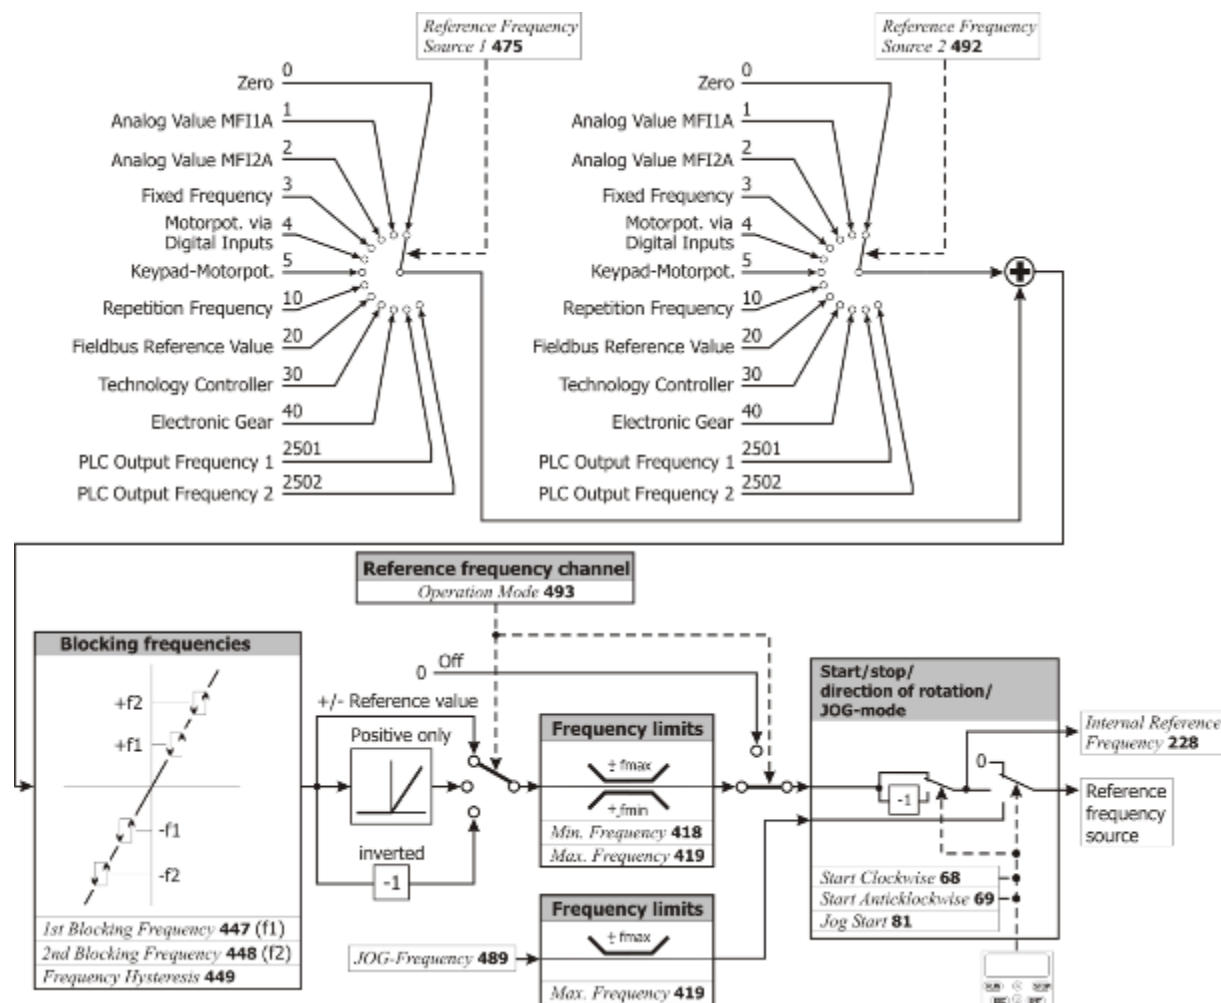 Reference Frequency
Source 1 475
0
Zero
1
Analog Value MFI1A
2
Analog Value MFI2A
3
Fixed Frequency
Motorpot. via
Digital Inputs
4
Keypad-Motorpot.
5
Repetition Frequency
10
Fieldbus Reference Value
20
Technology Controller
30
Electronic Gear
40
PLC Output Frequency 1
2501
PLC Output Frequency 2
2502
Reference Frequency
Source 2 492
0
Zero
1
Analog Value MFI1A
2
Analog Value MFI2A
3
Fixed Frequency
Motorpot. via
Digital Inputs
4
Keypad-Motorpot.
5
Repetition Frequency
10
Fieldbus Reference Value
20
Technology Controller
30
Electronic Gear
40
PLC Output Frequency 1
2501
PLC Output Frequency 2
2502
+
Reference frequency channel
Operation Mode 493
Blocking frequencies
+f2
+f1
-f1
-f2
1st Blocking Frequency 447 (f1)
2nd Blocking Frequency 448 (f2)
Frequency Hysteresis 449
0 Off
+/- Reference value
Positive only
inverted
-1
Frequency limits
± fmax
± fmin
Min. Frequency 418
Max. Frequency 419
JOG-Frequency 489
Frequency limits
± fmax
Max. Frequency 419
Start/stop/
direction of rotation/
JOG-mode
-1
0
Start Clockwise 68
Start Anticklockwise 69
Jog Start 81
Internal Reference
Frequency 228
Reference
frequency
source
RUN
STOP
ESC
ENT